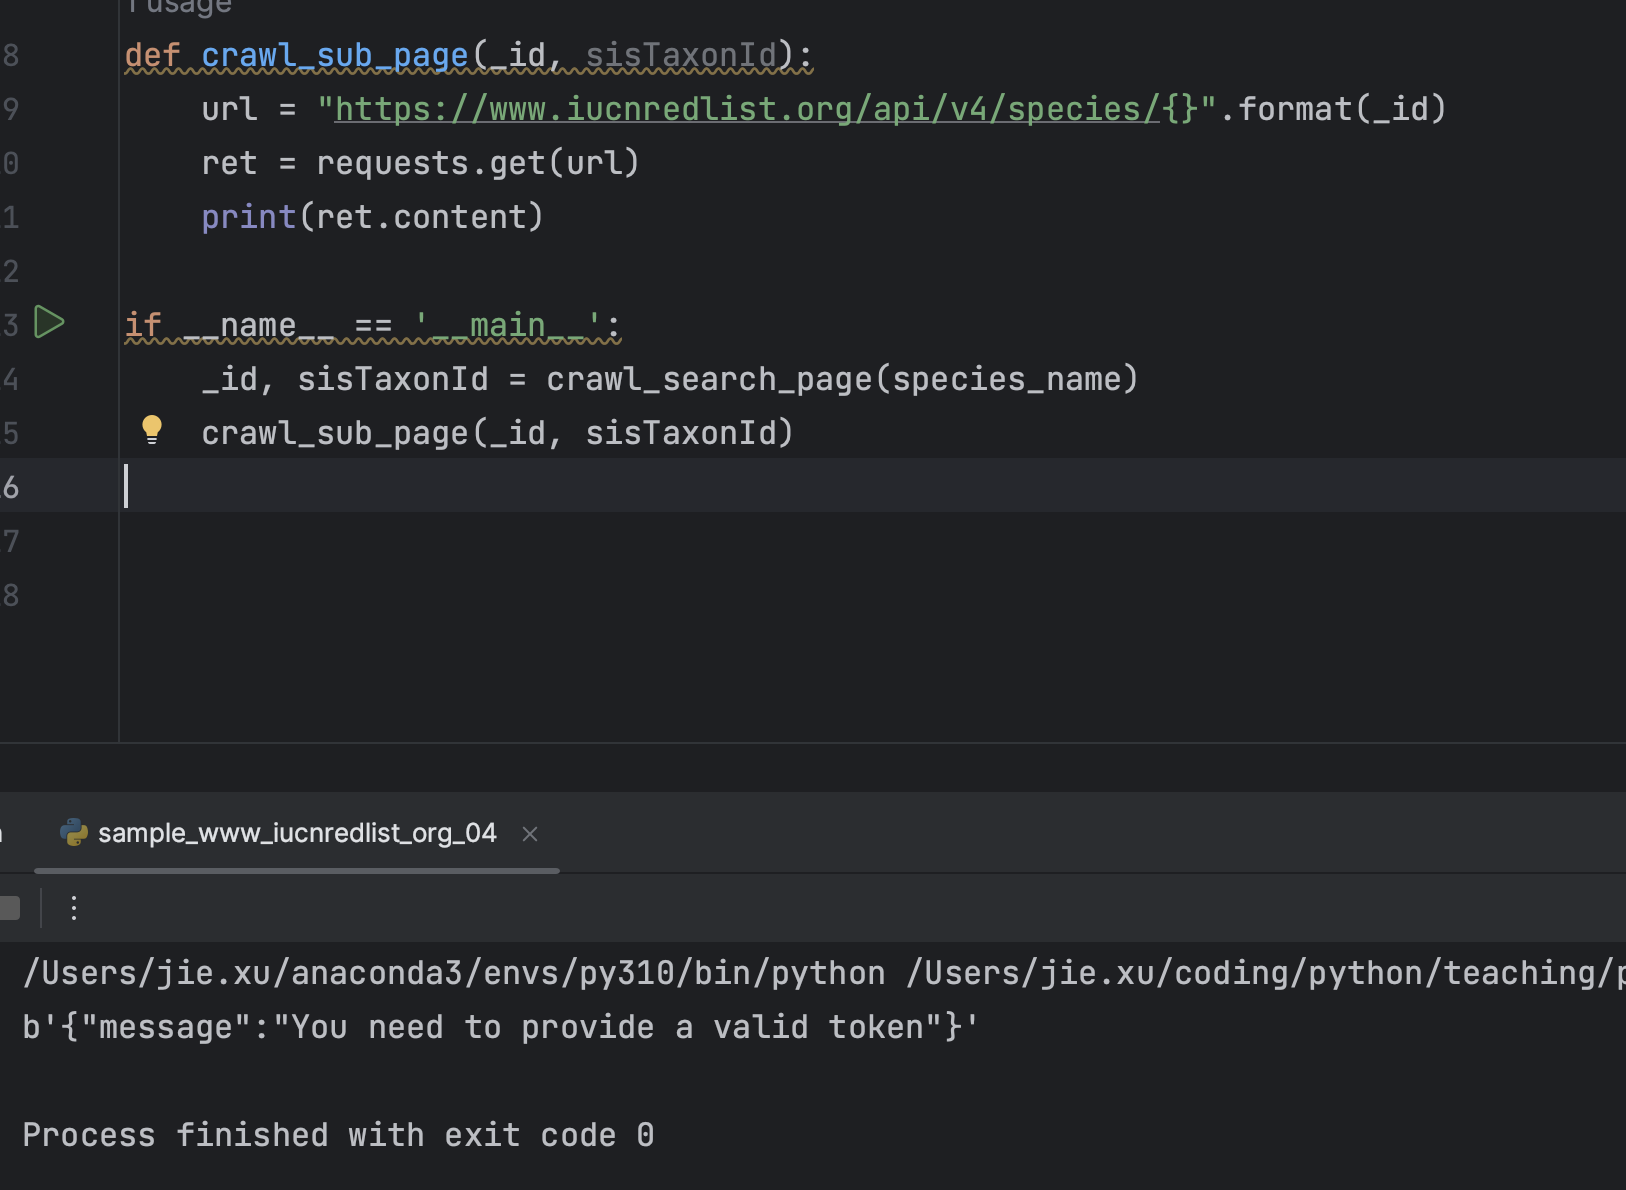 1 usage
8 def crawl_sub_page(_id, sisTaxonId):
9     url = "https://www.iucnredlist.org/api/v4/species/{}".format(_id)
0     ret = requests.get(url)
1     print(ret.content)
2
3 if __name__ == '__main__':
4     _id, sisTaxonId = crawl_search_page(species_name)
5     crawl_sub_page(_id, sisTaxonId)
6
7
8
sample_www_iucnredlist_org_04
/Users/jie.xu/anaconda3/envs/py310/bin/python /Users/jie.xu/coding/python/teaching/p
b'{"message":"You need to provide a valid token"}'
Process finished with exit code 0